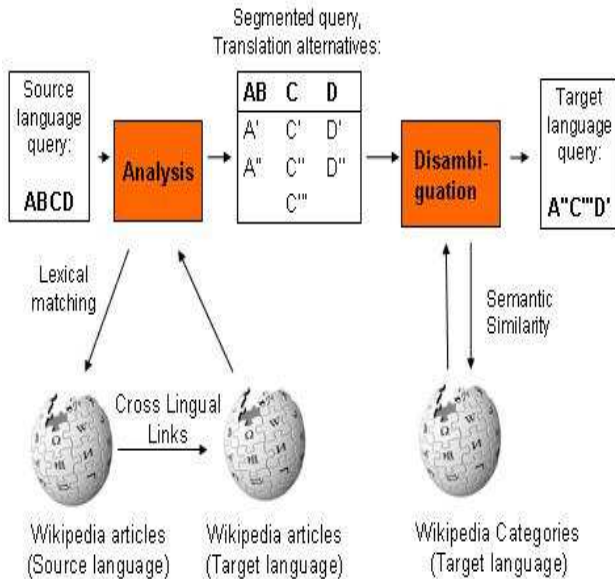 Segmented query,
Translation alternatives:
Source
language
query:
ABCD
Analysis
AB C D
A' C' D'
A'' C'' D''
C'''
Disambi-
guation
Target
language
query:
A''C'''D'
Lexical
matching
Semantic
Similarity
Cross Lingual
Links
Wikipedia articles
(Source language)
Wikipedia articles
(Target language)
Wikipedia Categories
(Target language)